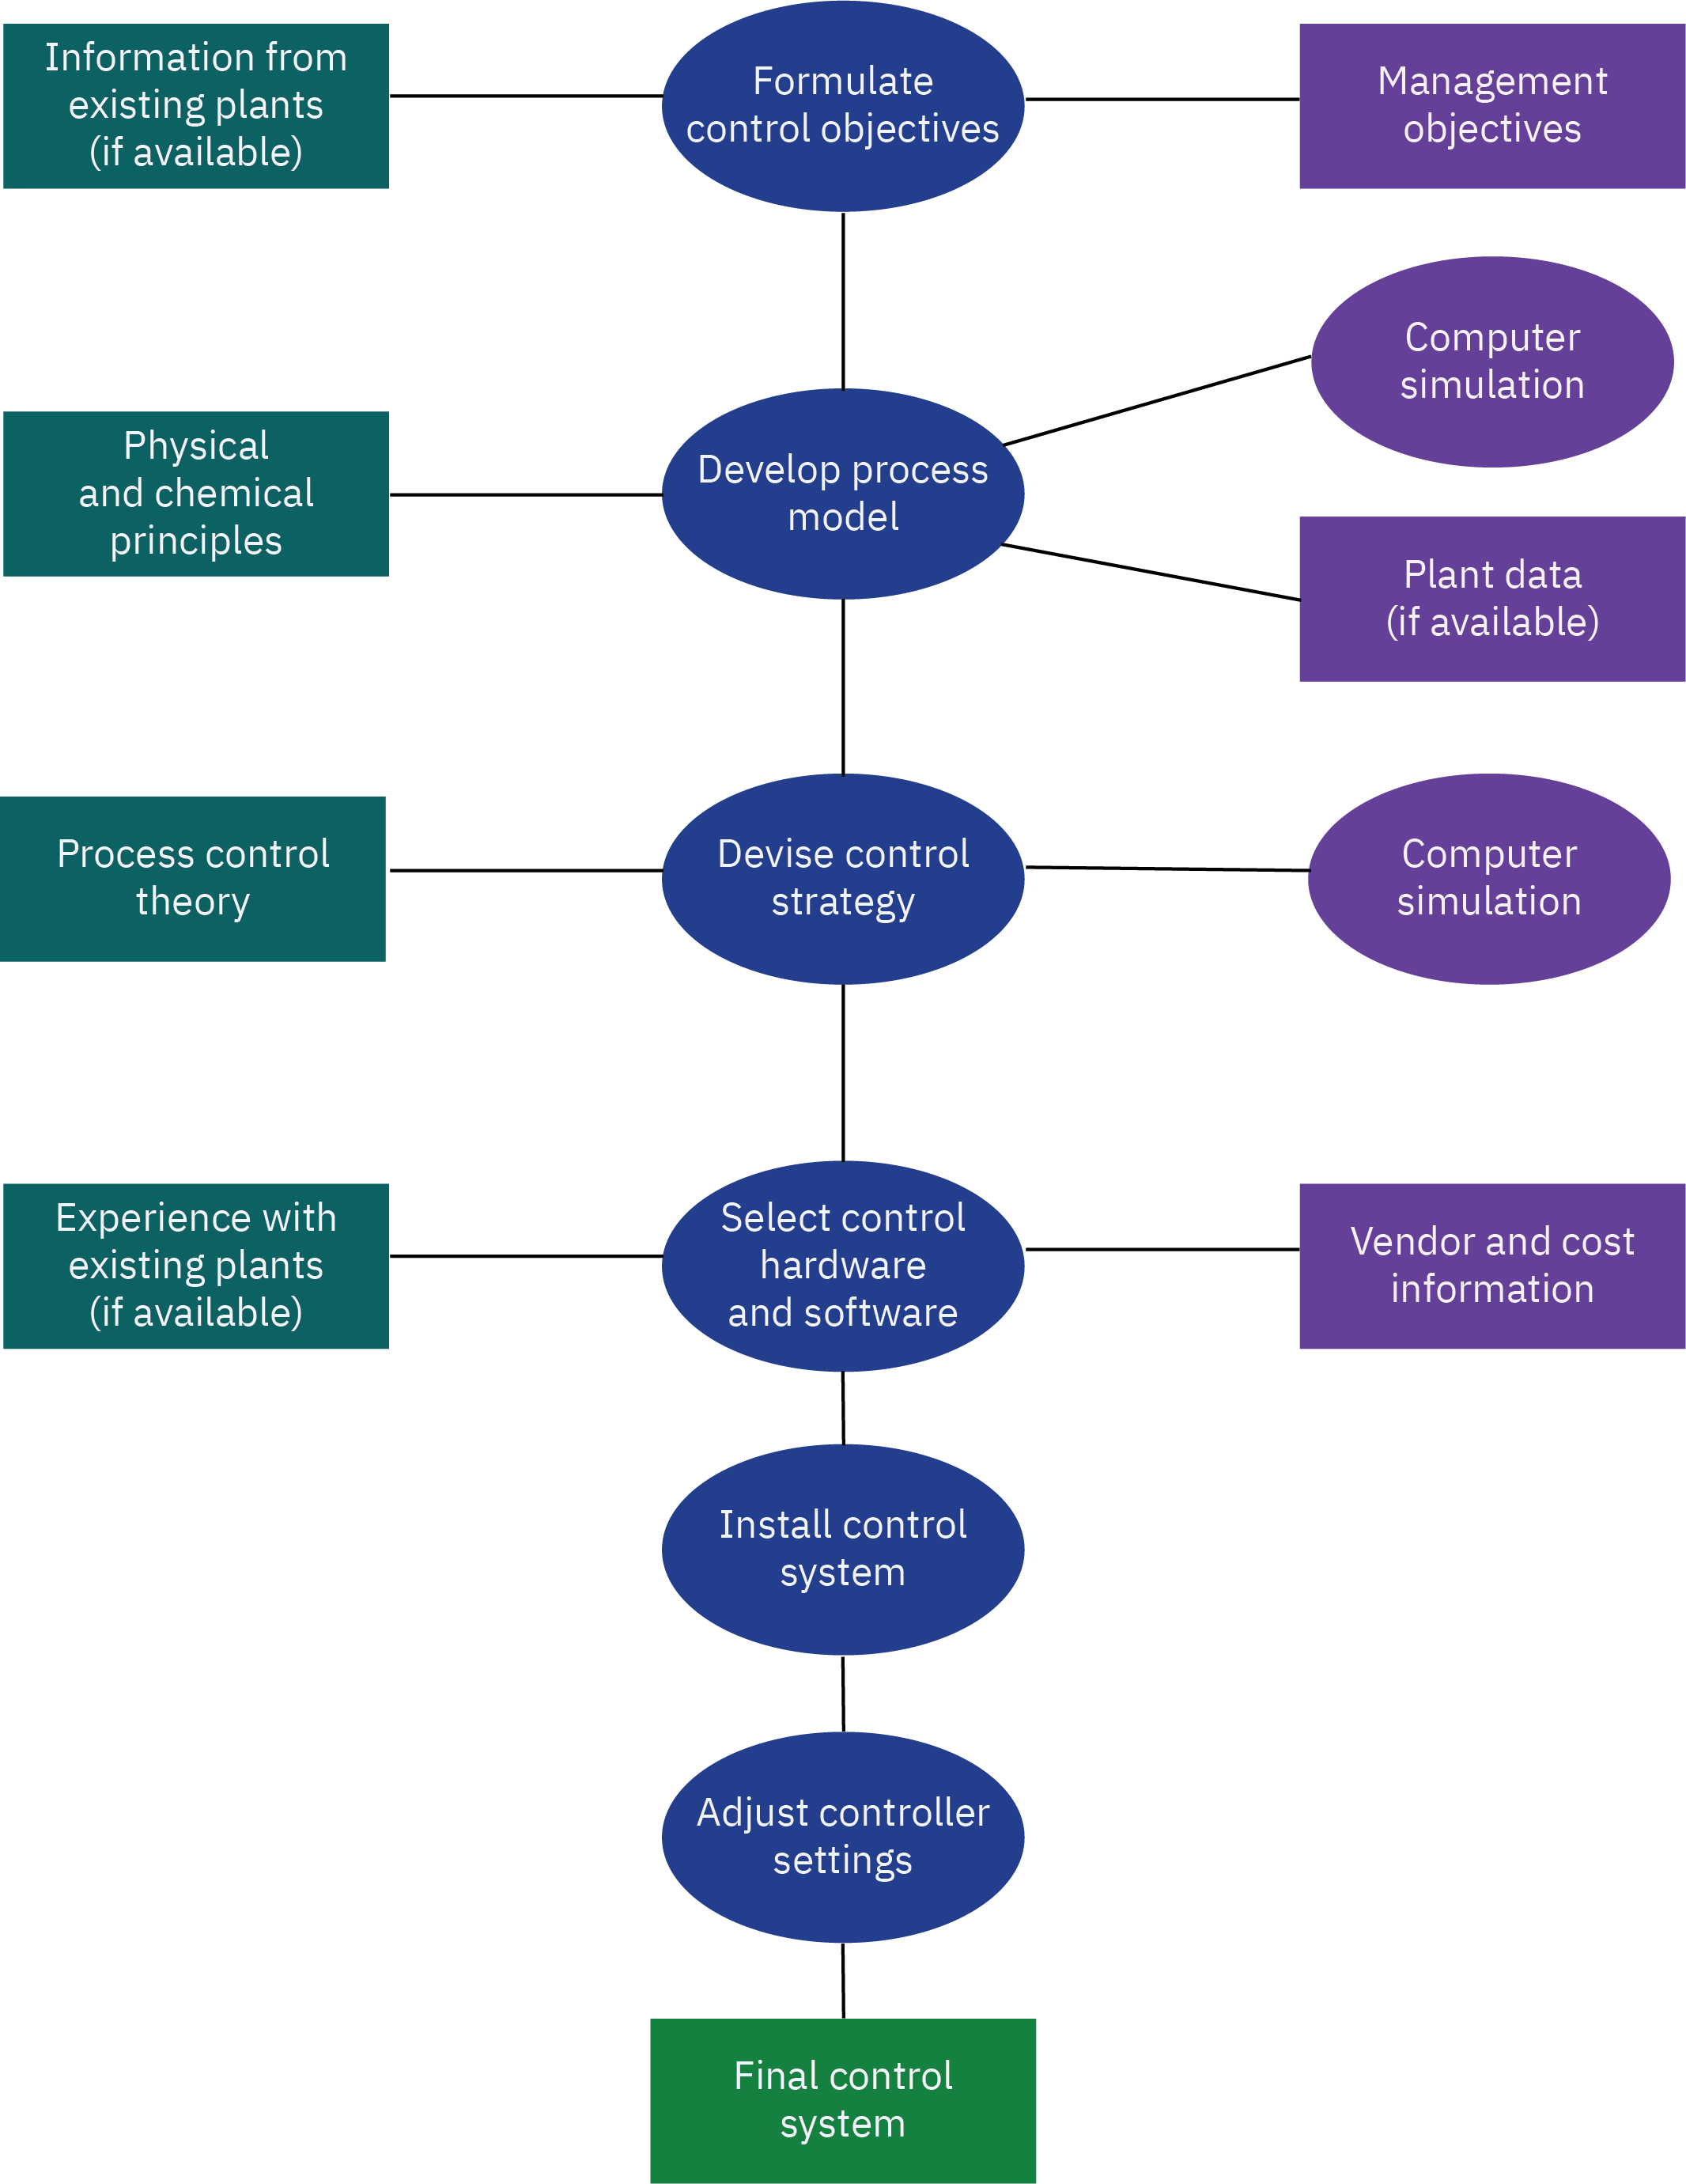 Information from
existing plants
(if available)
Formulate
control objectives
Management
objectives
Computer
simulation
Physical
and chemical
principles
Develop process
model
Plant data
(if available)
Process control
theory
Devise control
strategy
Computer
simulation
Experience with
existing plants
(if available)
Select control
hardware
and software
Vendor and cost
information
Install control
system
Adjust controller
settings
Final control
system